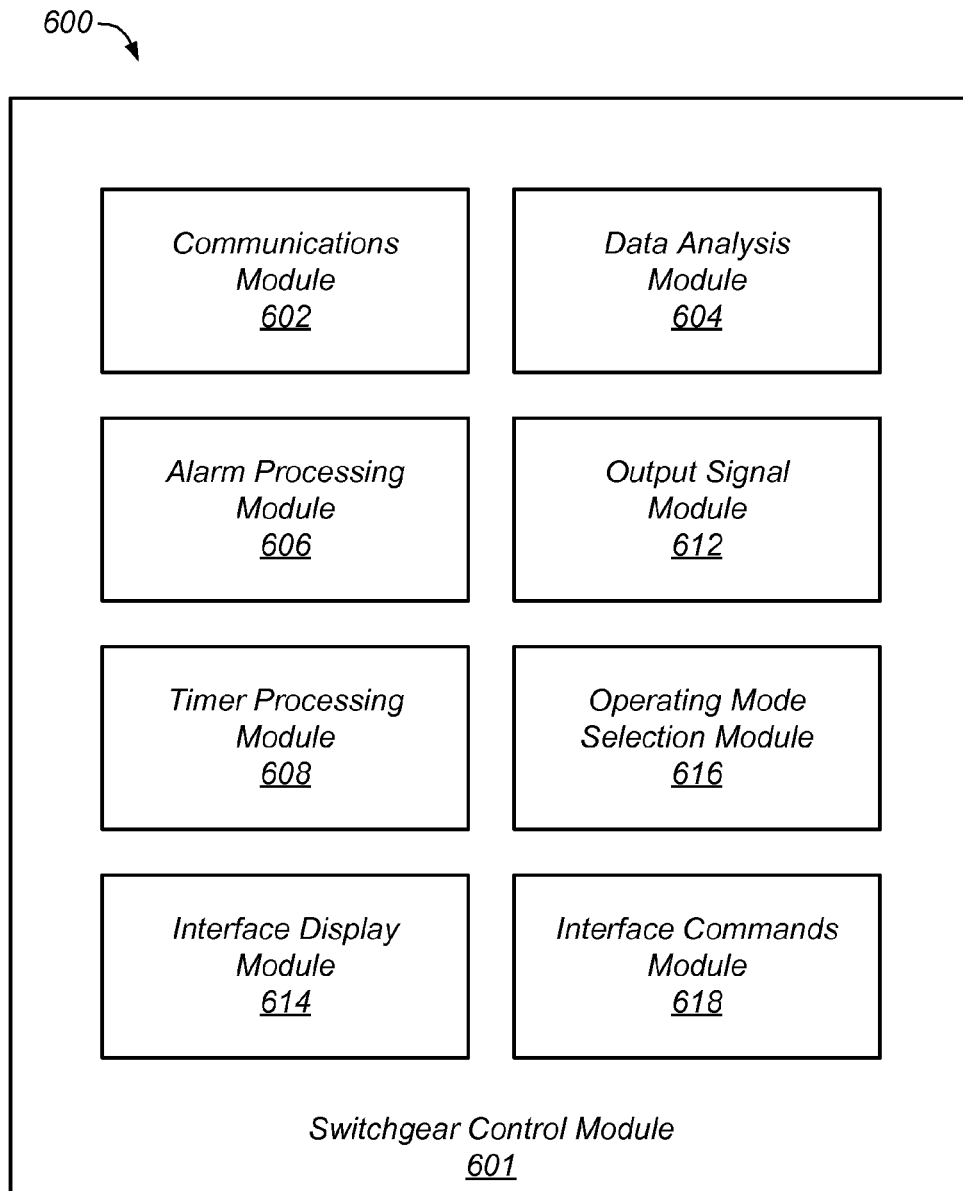 600
Communications
Module
602
Data Analysis
Module
604
Alarm Processing
Module
606
Output Signal
Module
612
Timer Processing
Module
608
Operating Mode
Selection Module
616
Interface Display
Module
614
Interface Commands
Module
618
Switchgear Control Module
601